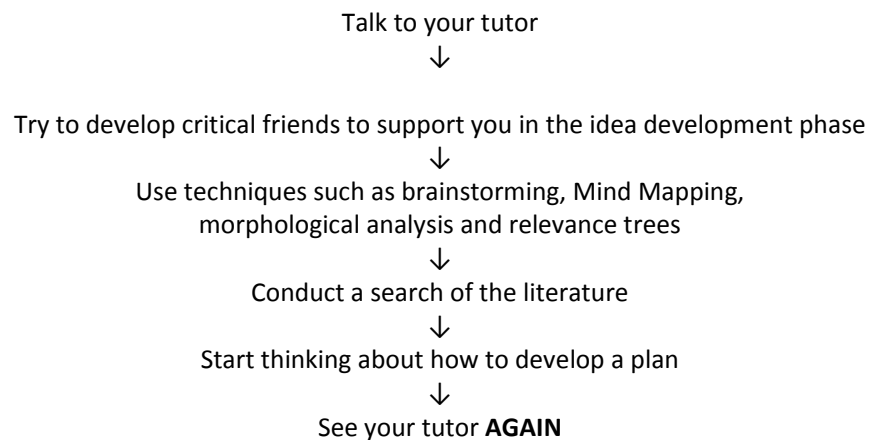 Talk to your tutor
↓
Try to develop critical friends to support you in the idea development phase
↓
Use techniques such as brainstorming, Mind Mapping,
morphological analysis and relevance trees
↓
Conduct a search of the literature
↓
Start thinking about how to develop a plan
↓
See your tutor AGAIN